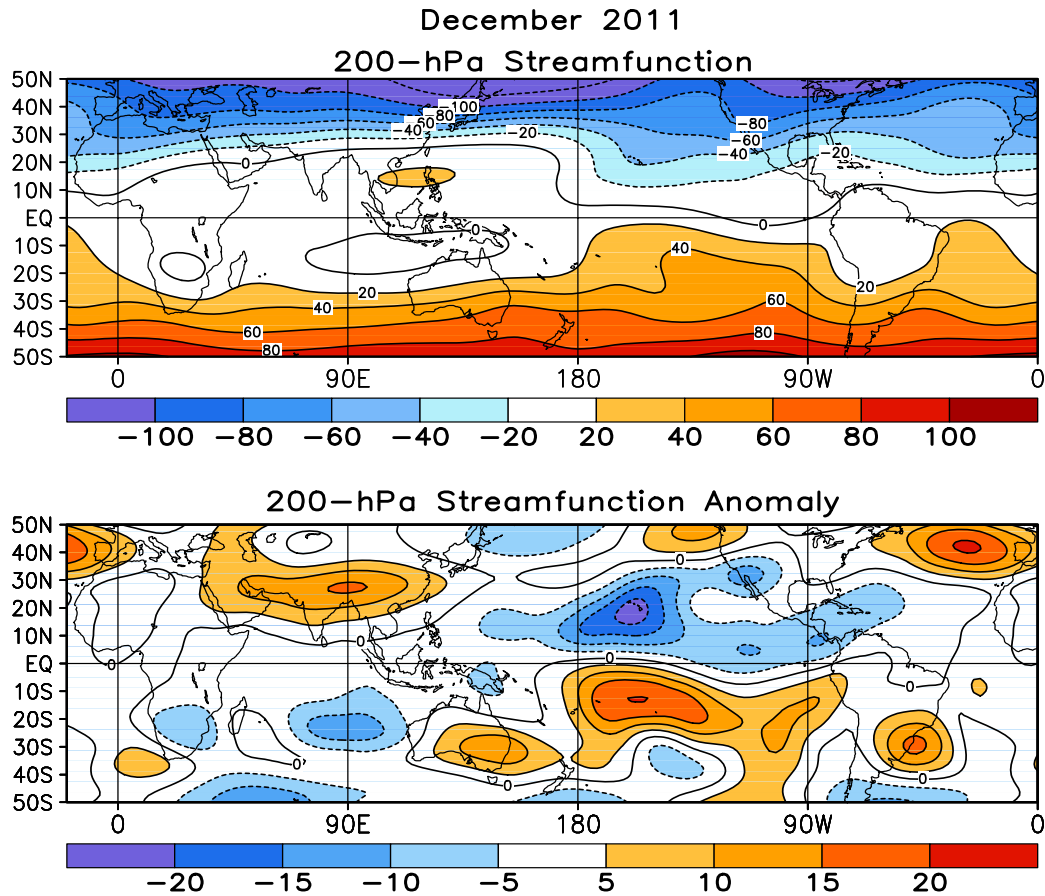 December 2011
200-hPa Streamfunction
50N
40N
30N
20N
10N
EQ
10S
20S
30S
40S
50S
-100
80
60
-40
-20
0
-80
-60
-40
-20
0
0
40
20
40
60
80
60
20
80
0 90E 180 90W 0
-100 -80 -60 -40 -20 20 40 60 80 100
200-hPa Streamfunction Anomaly
50N
40N
30N
20N
10N
EQ
10S
20S
30S
40S
50S
0
0
0
0
0
0
0
0
0 90E 180 90W 0
-20 -15 -10 -5 5 10 15 20